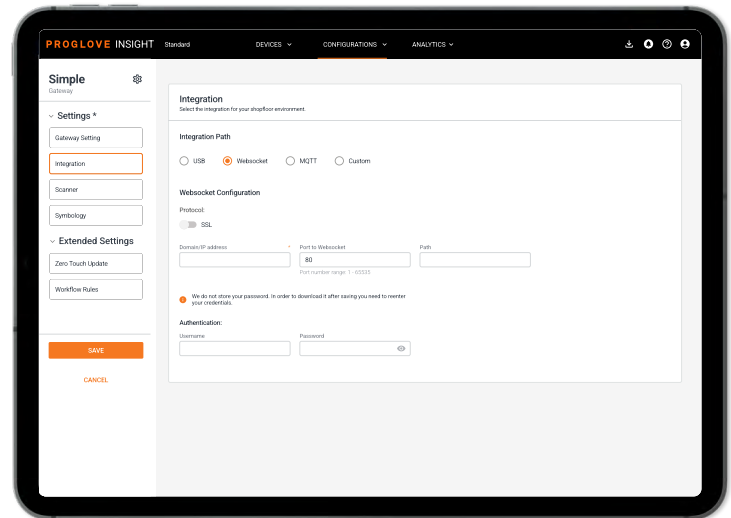 PROGLOVE INSIGHT Standard DEVICES CONFIGURATIONS ANALYTICS
Simple
Gateway
Settings *
Gateway Setting
Integration
Scanner
Symbology
Extended Settings
Zero Touch Update
Workflow Rules
SAVE
CANCEL
Integration
Select the integration for your shopfloor environment.
Integration Path
USB Websocket MQTT Custom
Websocket Configuration
Protocol:
SSL
Domain/IP address * Port to Websocket Path
80
Port number range: 1 - 65535
We do not store your password. In order to download it after saving you need to reenter
your credentials.
Authentication:
Username Password